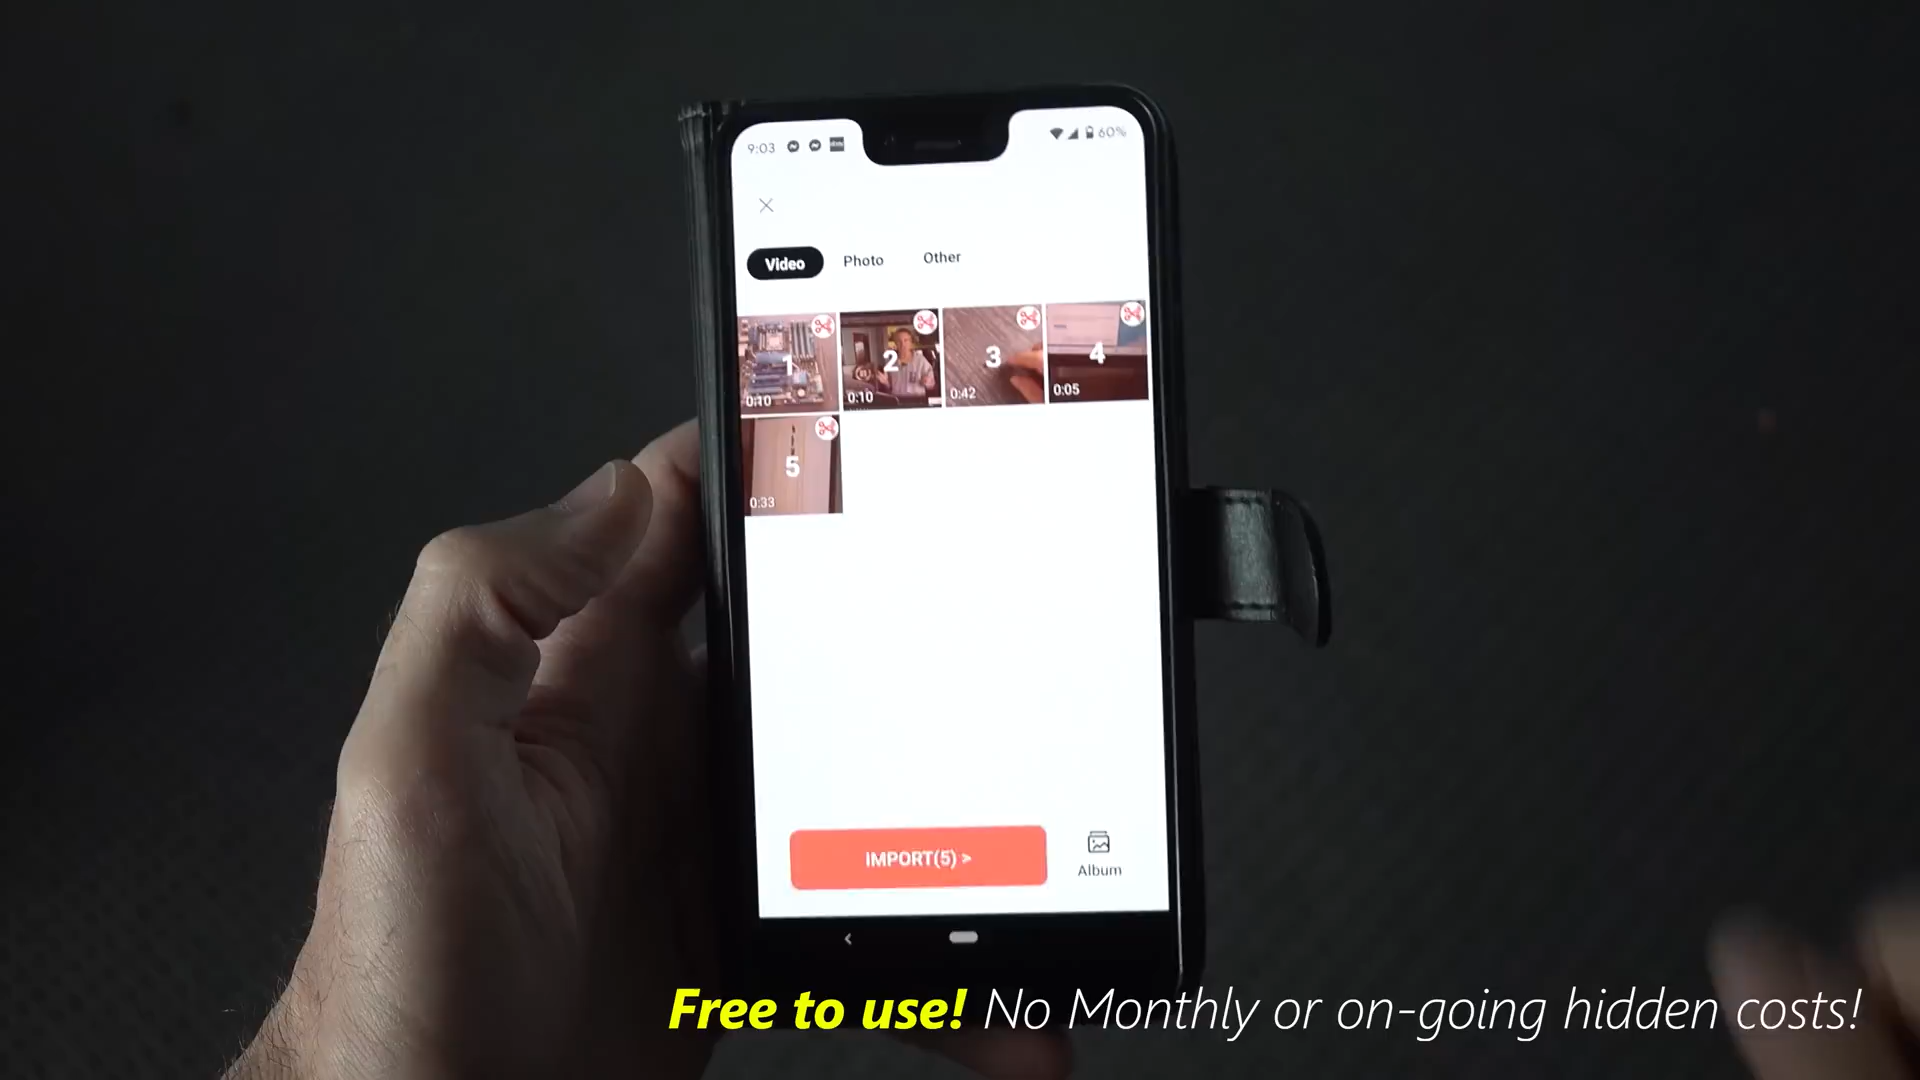 9:03
60%
Video Photo Other
1 2 3 4
0:10 0:10 0:42 0:05
5
0:33
IMPORT(5) >
Album
Free to use! No Monthly or on-going hidden costs!